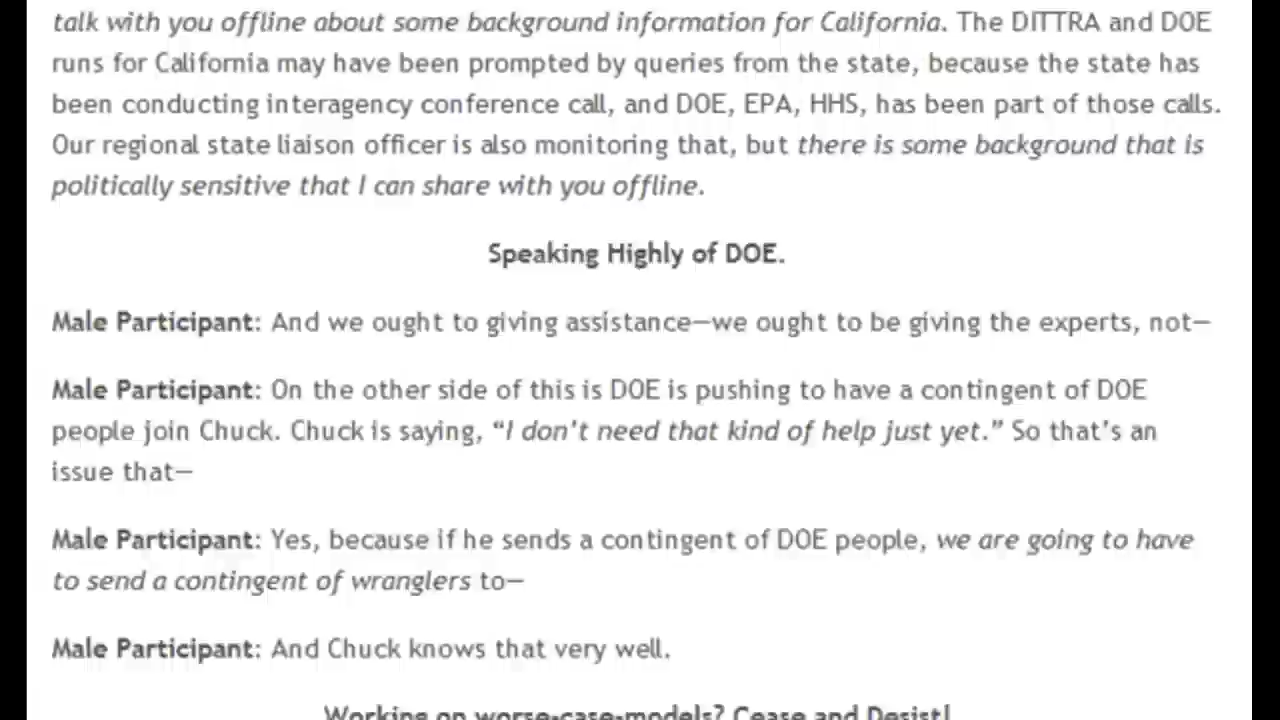 talk with you offline about some background information for California. The DITTRA and DOE
runs for California may have been prompted by queries from the state, because the state has
been conducting interagency conference call, and DOE, EPA, HHS, has been part of those calls.
Our regional state liaison officer is also monitoring that, but there is some background that is
politically sensitive that I can share with you offline.
Speaking Highly of DOE.
Male Participant: And we ought to giving assistance—we ought to be giving the experts, not—
Male Participant: On the other side of this is DOE is pushing to have a contingent of DOE
people join Chuck. Chuck is saying, “I don’t need that kind of help just yet.” So that’s an
issue that—
Male Participant: Yes, because if he sends a contingent of DOE people, we are going to have
to send a contingent of wranglers to—
Male Participant: And Chuck knows that very well.
Working on worse-case-models? Cease and Desist!